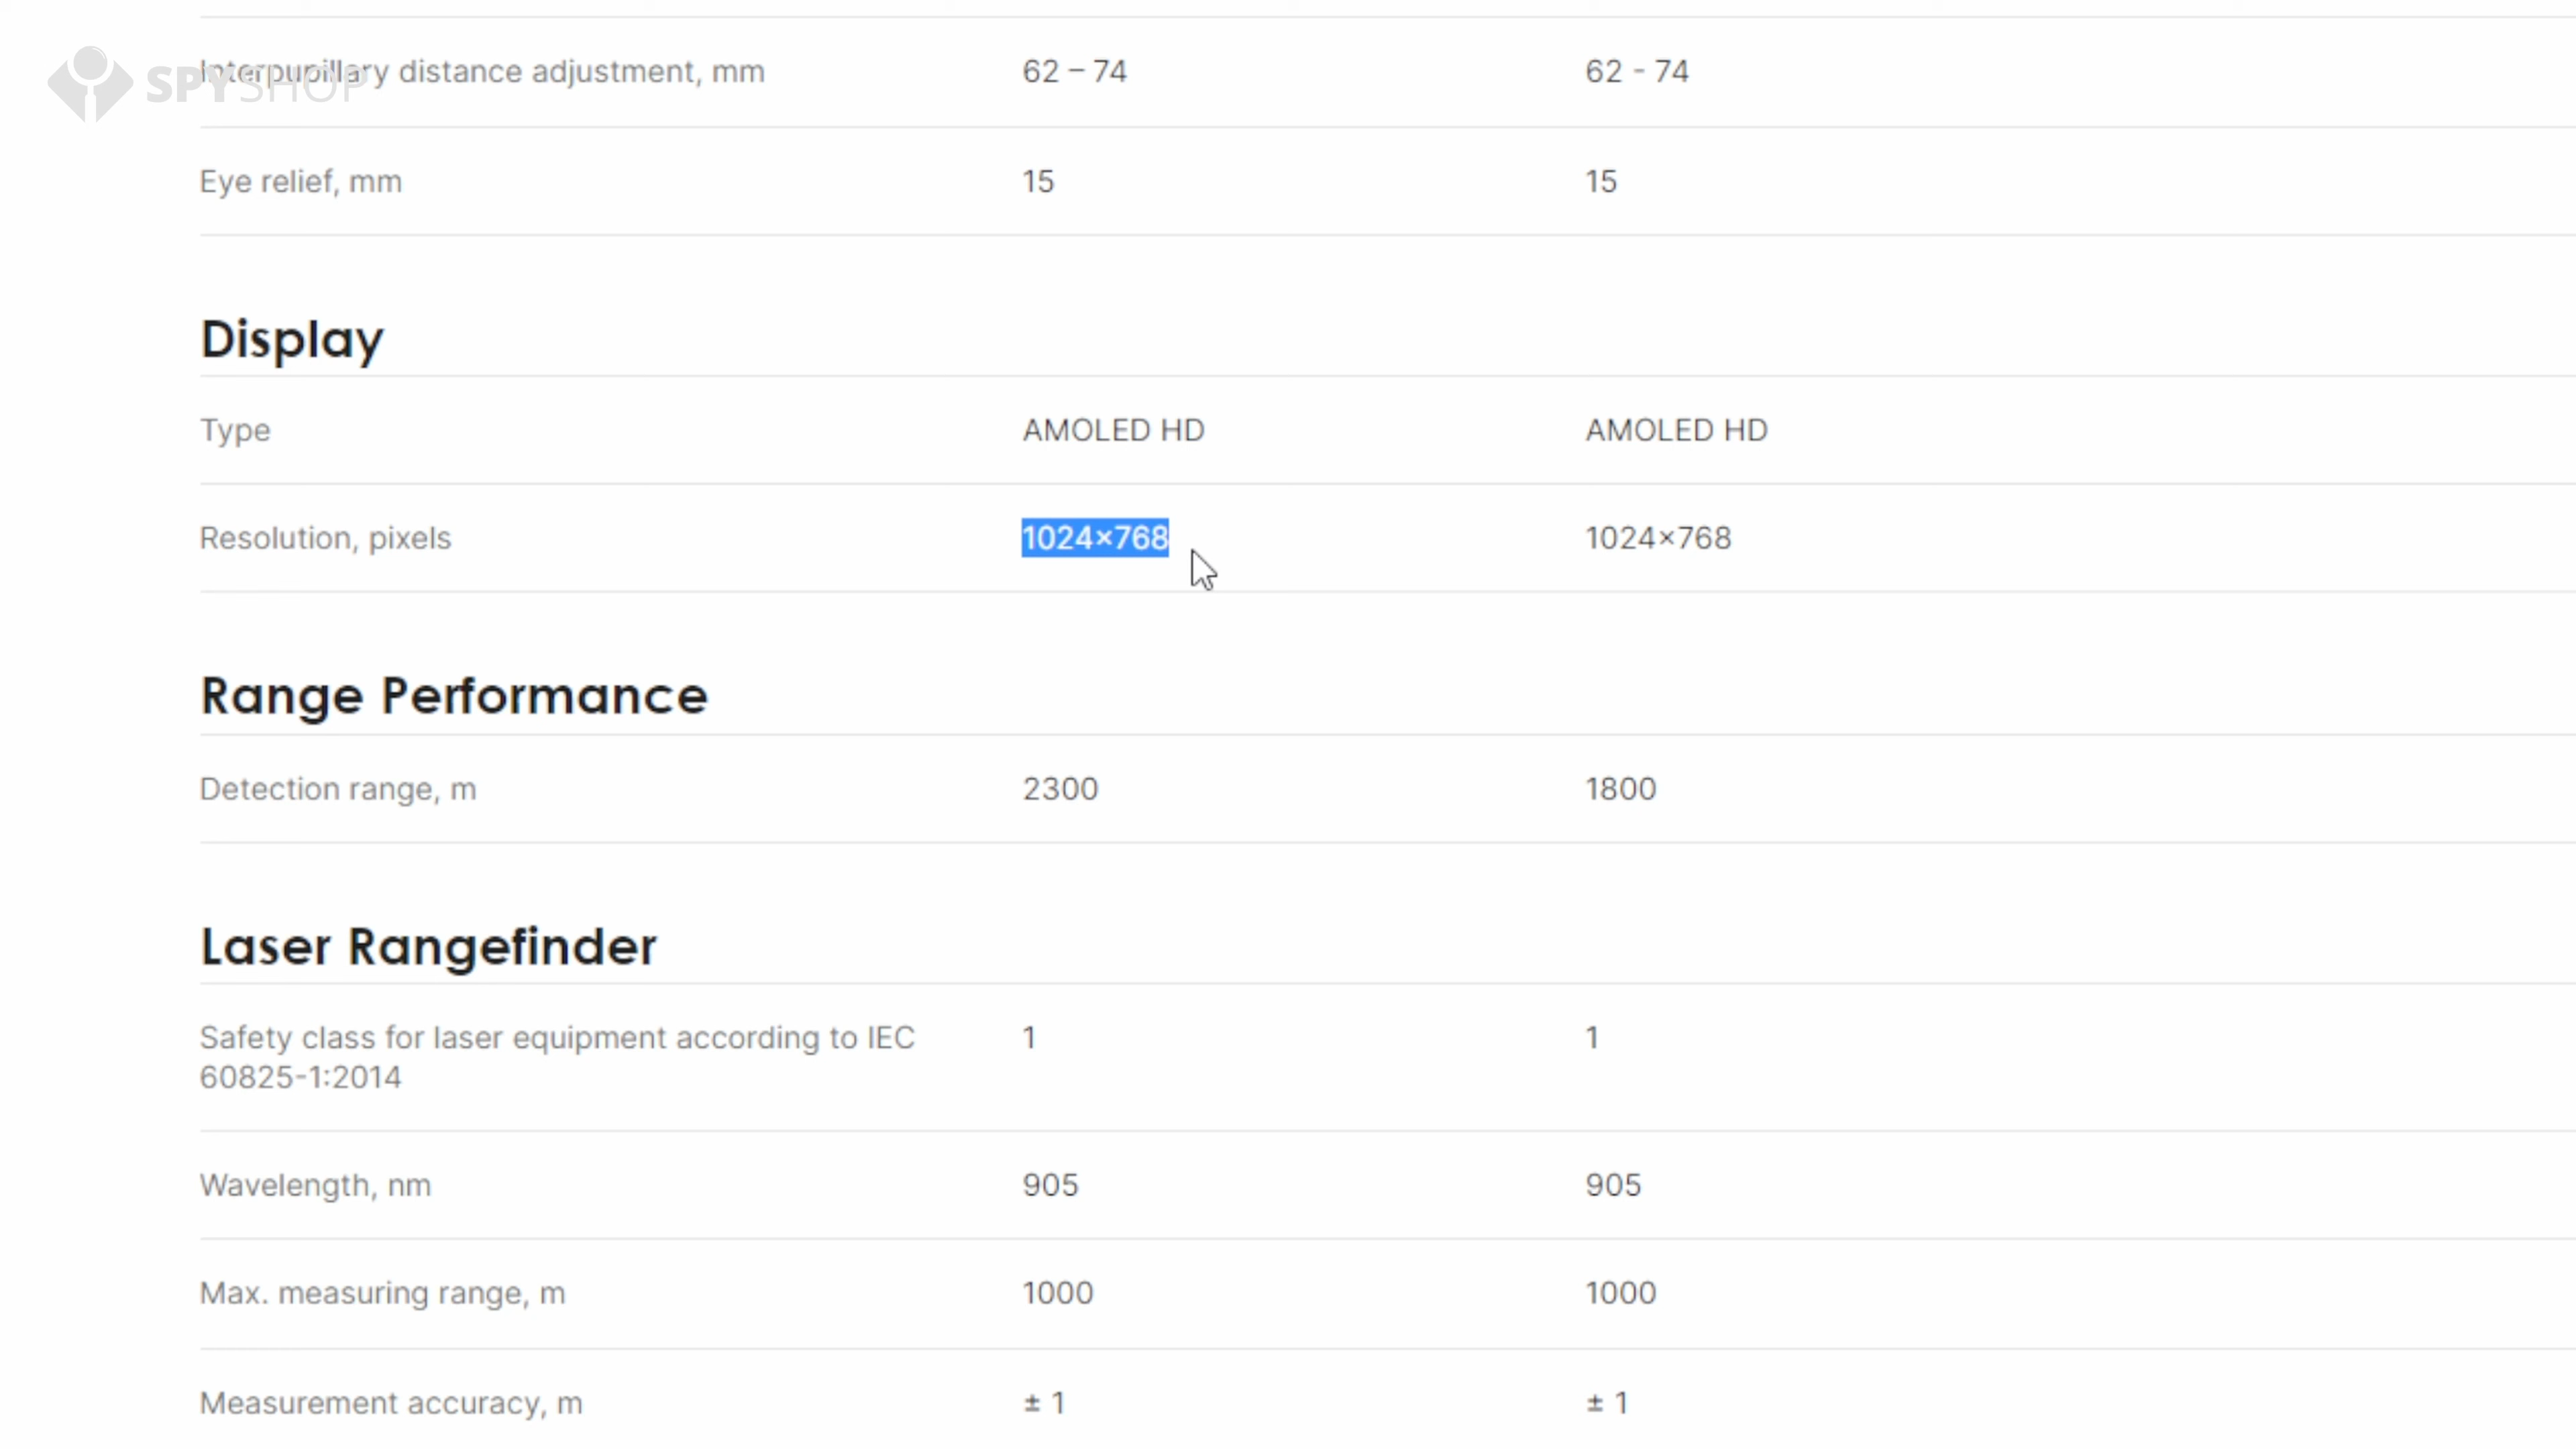 SPYSHOP
Interpupillary distance adjustment, mm 62 – 74 62 - 74
Eye relief, mm 15 15
Display
Type AMOLED HD AMOLED HD
Resolution, pixels 1024×768 1024×768
Range Performance
Detection range, m 2300 1800
Laser Rangefinder
Safety class for laser equipment according to IEC 1 1
60825-1:2014
Wavelength, nm 905 905
Max. measuring range, m 1000 1000
Measurement accuracy, m ± 1 ± 1